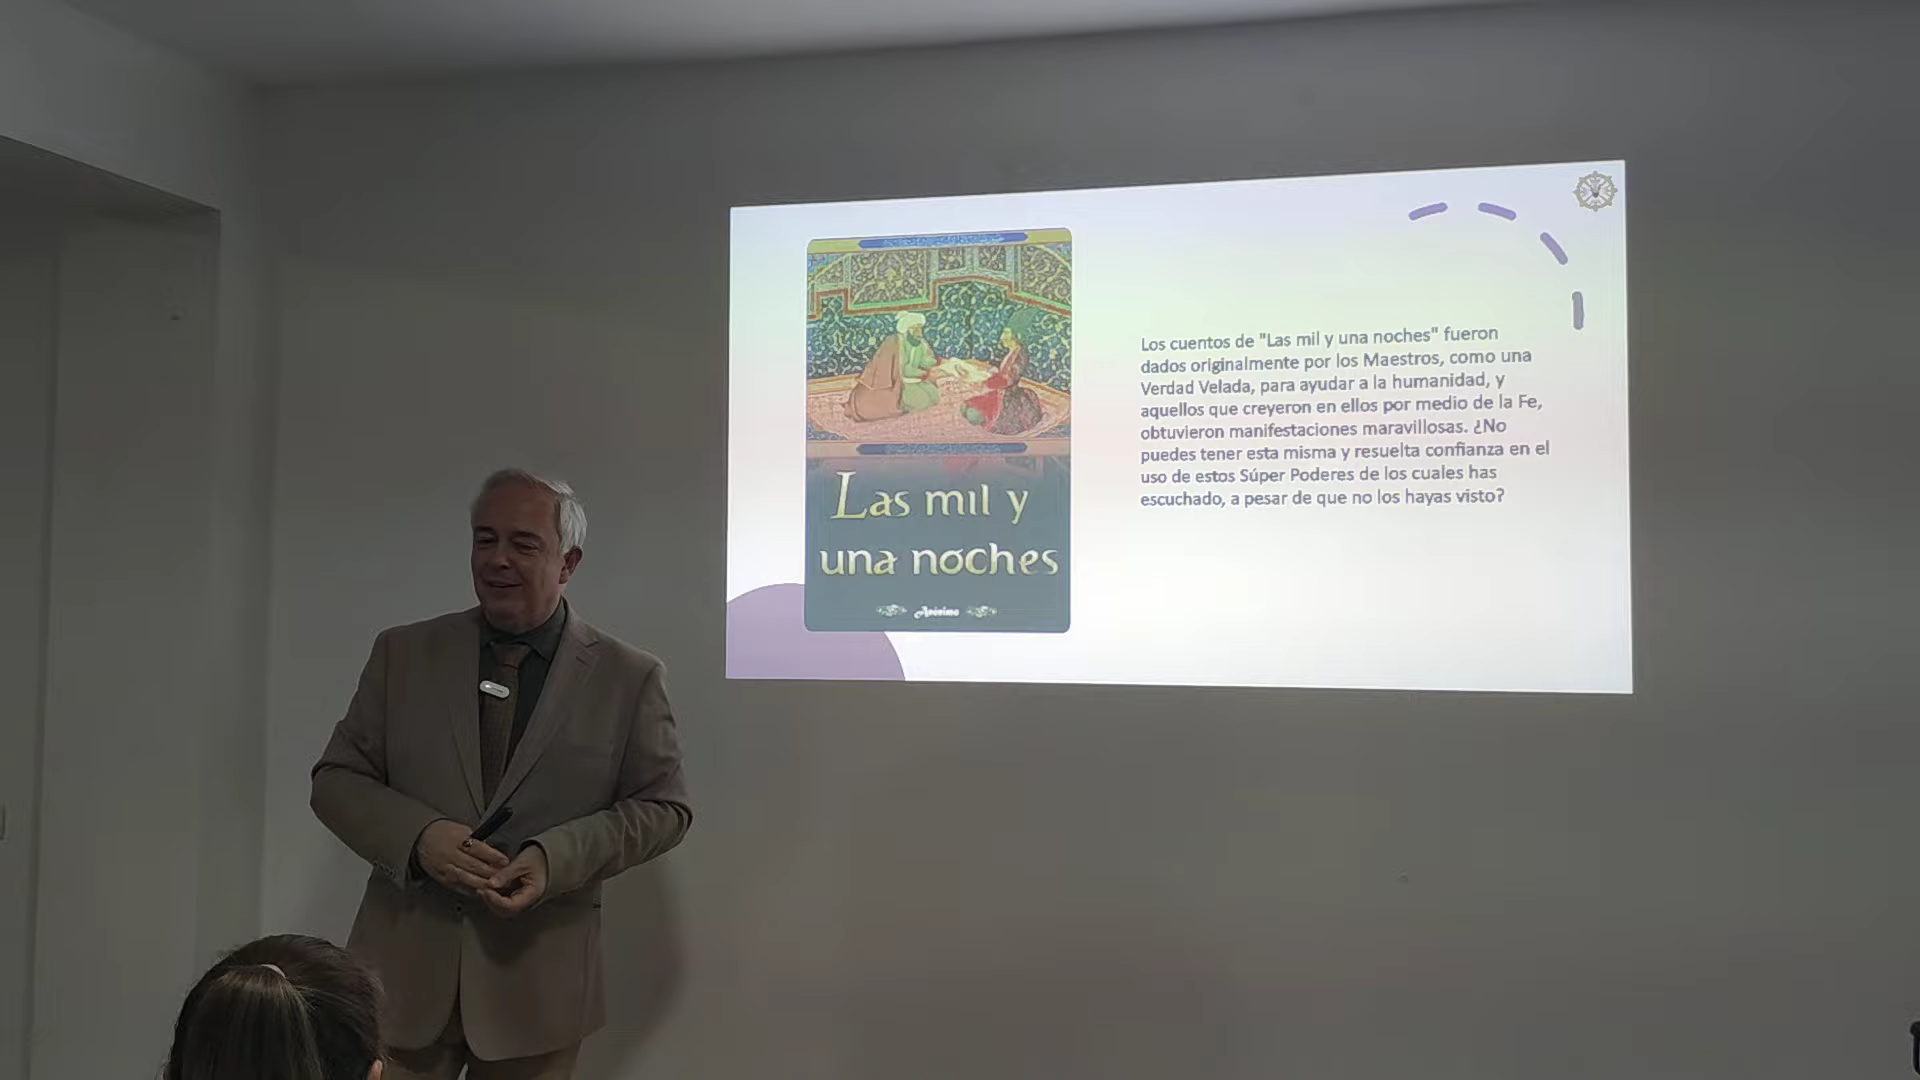 Las mil y
una noches
Anónimo
Los cuentos de "Las mil y una noches" fueron
dados originalmente por los Maestros, como una
Verdad Velada, para ayudar a la humanidad, y
aquellos que creyeron en ellos por medio de la Fe,
obtuvieron manifestaciones maravillosas. ¿No
puedes tener esta misma y resuelta confianza en el
uso de estos Súper Poderes de los cuales has
escuchado, a pesar de que no los hayas visto?